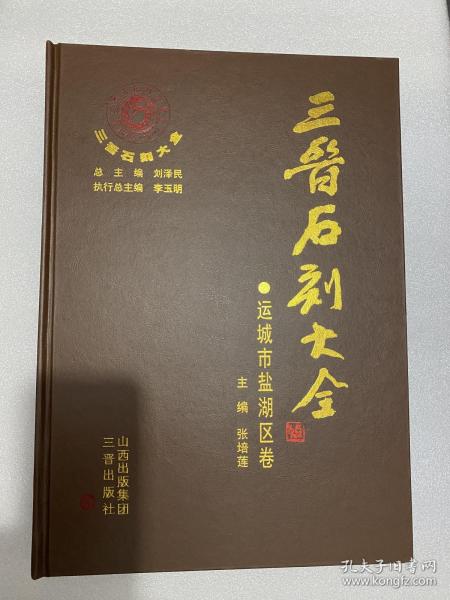 三晋石刻大全
总主编 刘泽民
执行总主编 李玉明
三晋石刻大全
●运城市盐湖区卷
主编 张培莲
山西出版集团
三晋出版社
孔夫子旧书网
www.kongfz.com